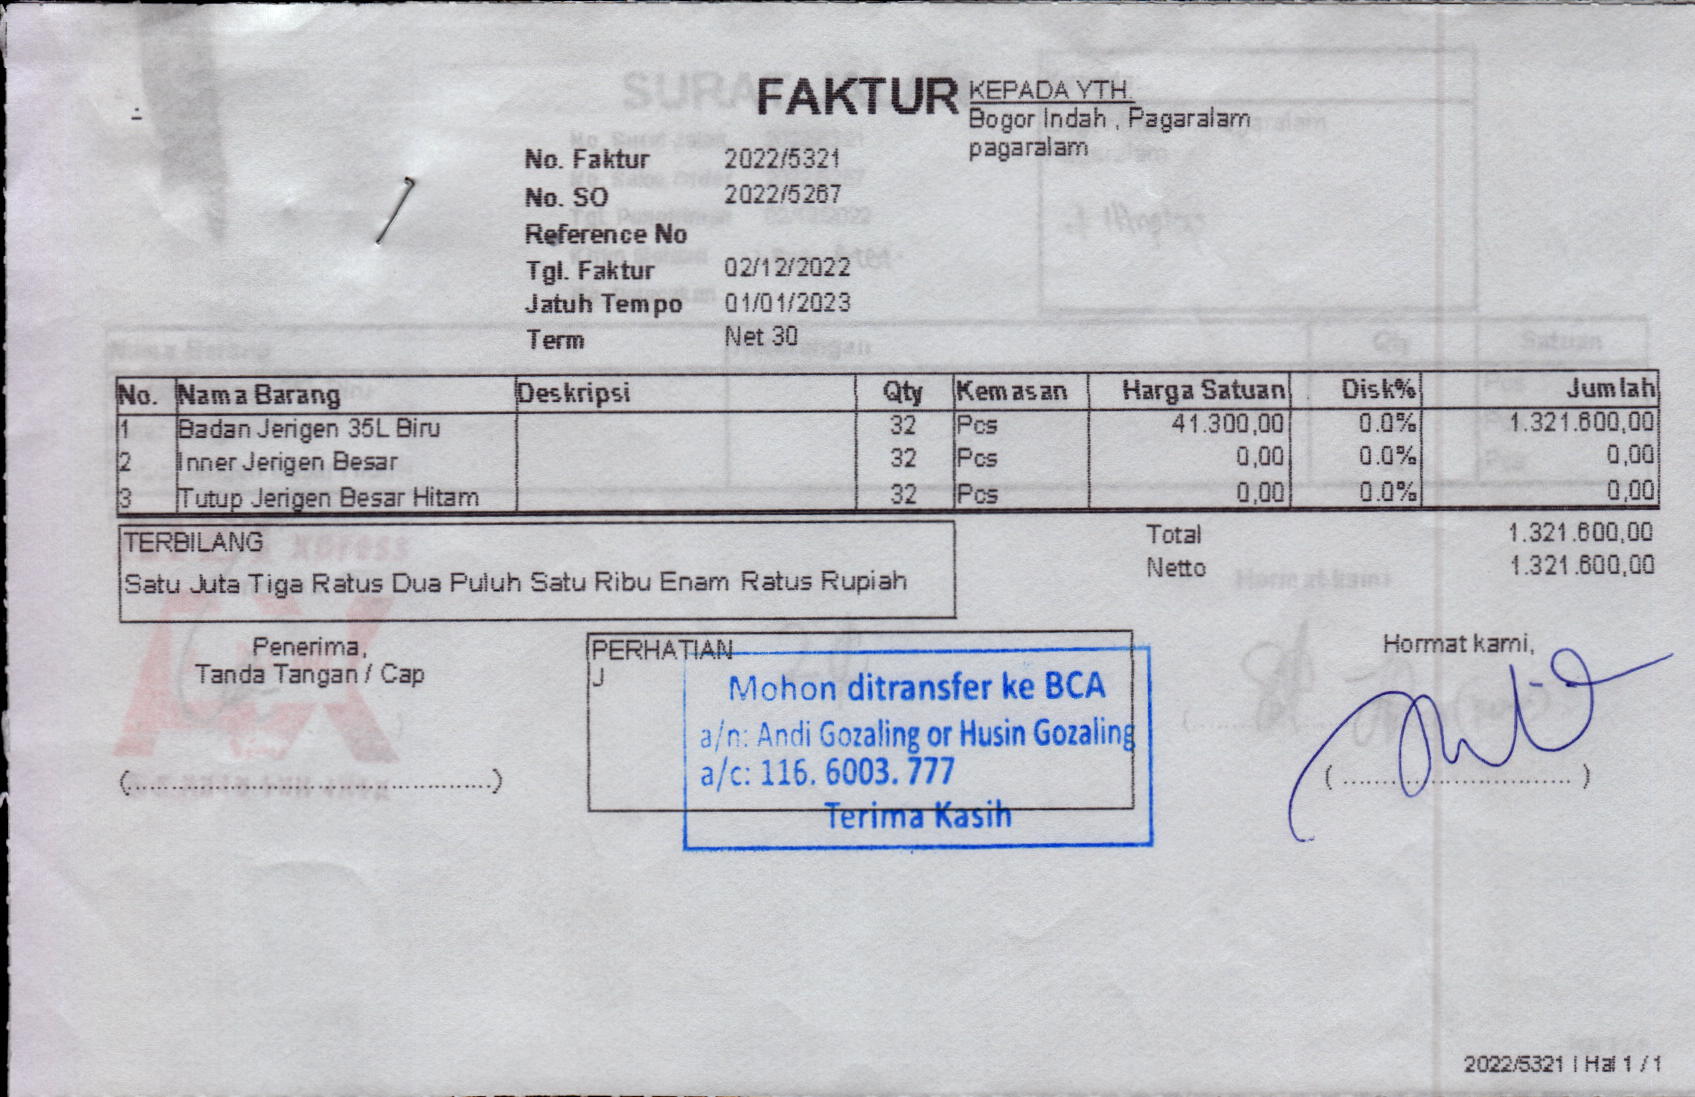 FAKTUR
KEPADA YTH.
Bogor Indah , Pagaralam
pagaralam
No. Faktur 2022/5321
No. SO 2022/5267
Reference No
Tgl. Faktur 02/12/2022
Jatuh Tempo 01/01/2023
Term Net 30
No. Nama Barang Deskripsi Qty Kemasan Harga Satuan Disk% Jumlah
1 Badan Jerigen 35L Biru 32 Pcs 41.300,00 0.0% 1.321.600,00
2 Inner Jerigen Besar 32 Pcs 0,00 0.0% 0,00
3 Tutup Jerigen Besar Hitam 32 Pcs 0,00 0.0% 0,00
TERBILANG
Satu Juta Tiga Ratus Dua Puluh Satu Ribu Enam Ratus Rupiah
Total 1.321.600,00
Netto 1.321.600,00
Penerima,
Tanda Tangan / Cap
(..............................................)
PERHATIAN
J
Mohon ditransfer ke BCA
a/n: Andi Gozaling or Husin Gozaling
a/c: 116. 6003. 777
Terima Kasih
Hormat kami,
( ................................ )
2022/5321 | Hal 1 / 1